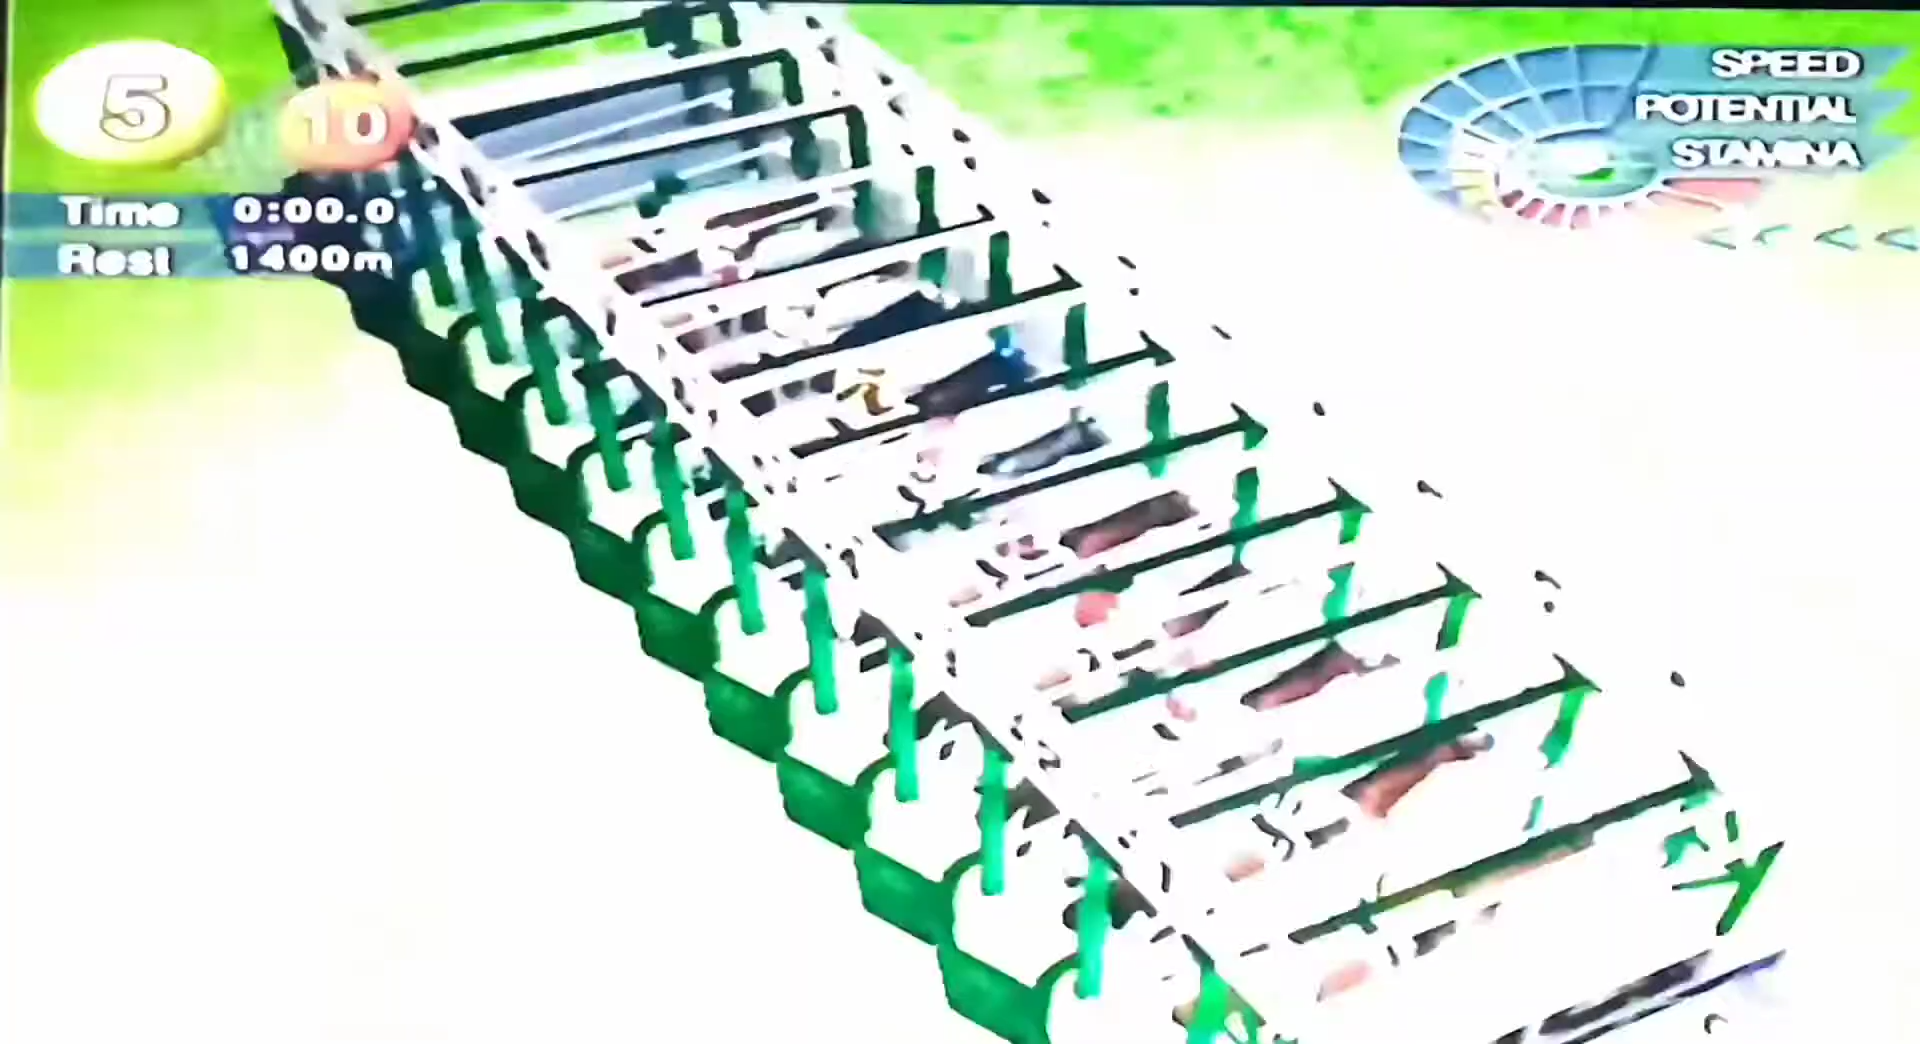 5
10
Time 0:00.0
Rest 1400m
SPEED
POTENTIAL
STAMINA
< < < <